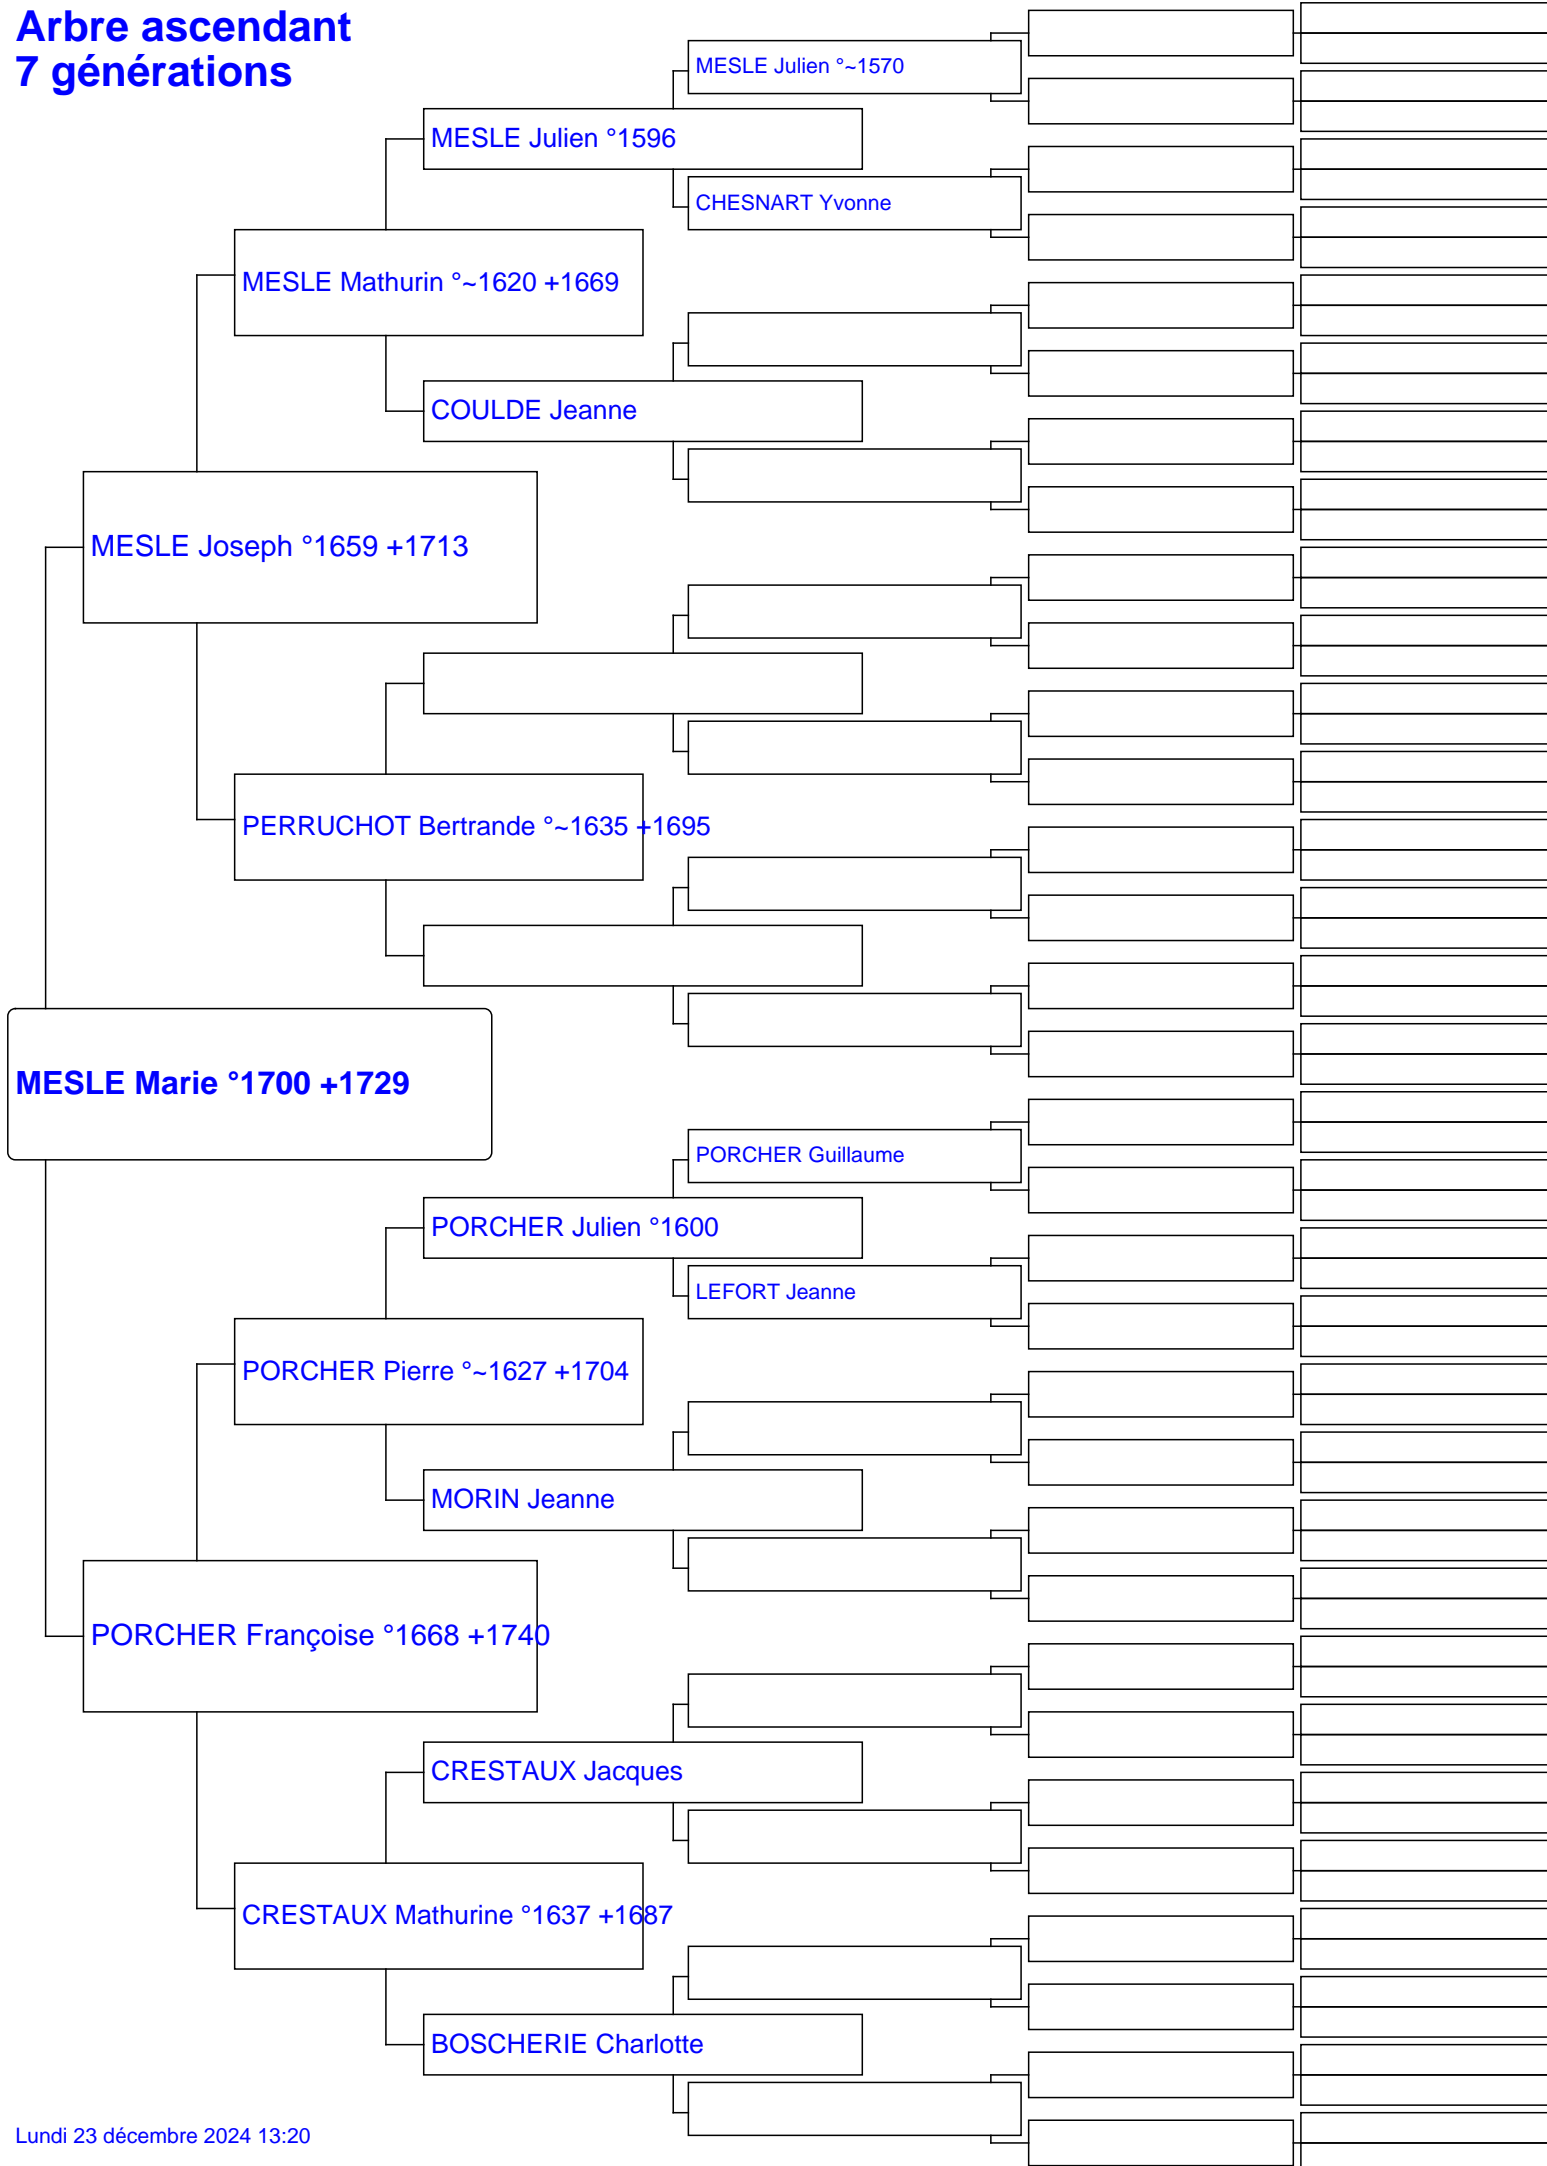 Arbre ascendant
7 générations
MESLE Julien °~1570
MESLE Julien °1596
CHESNART Yvonne
MESLE Mathurin °~1620 +1669
COULDE Jeanne
MESLE Joseph °1659 +1713
PERRUCHOT Bertrande °~1635 +1695
MESLE Marie °1700 +1729
PORCHER Guillaume
PORCHER Julien °1600
LEFORT Jeanne
PORCHER Pierre °~1627 +1704
MORIN Jeanne
PORCHER Françoise °1668 +1740
CRESTAUX Jacques
CRESTAUX Mathurine °1637 +1687
BOSCHERIE Charlotte
Lundi 23 décembre 2024 13:20